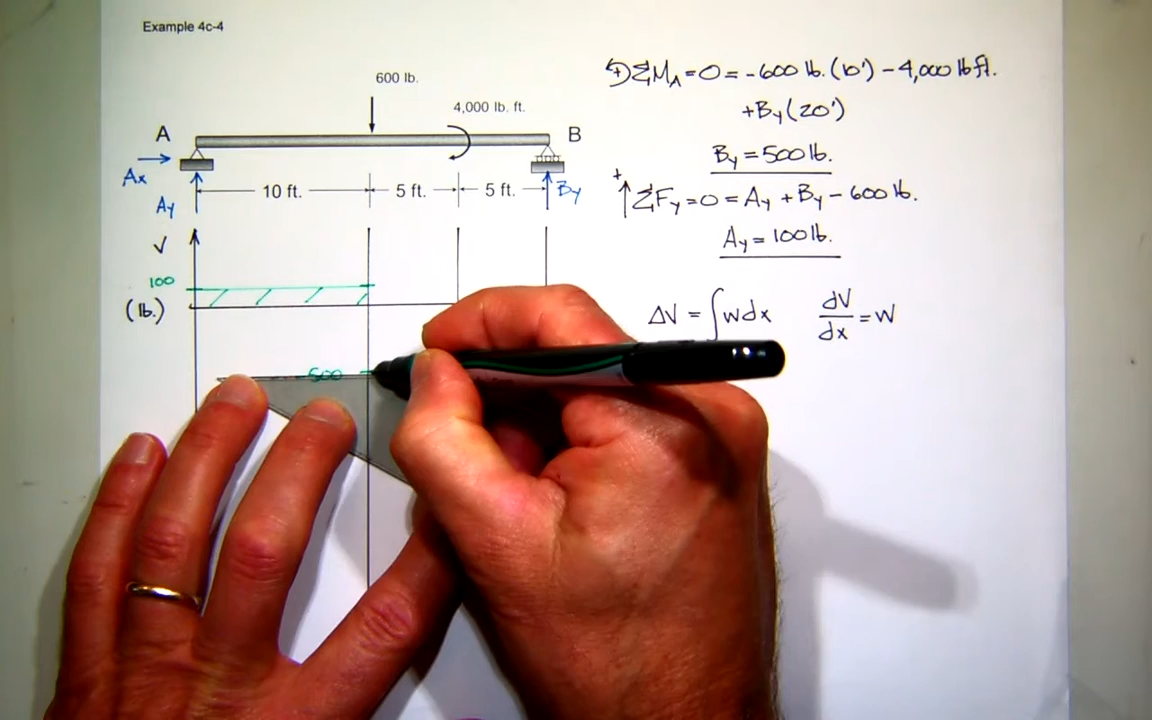 Example 4c-4
600 lb.
4,000 lb. ft.
A
B
Ax
Ay
By
10 ft.
5 ft.
5 ft.
V
100
(lb.)
500
+ΣMA = 0 = -600 lb.(10') - 4,000 lb ft.
+By(20')
By = 500 lb.
+↑ΣFy = 0 = Ay + By - 600 lb.
Ay = 100 lb.
ΔV = ∫wdx
dV/dx = w